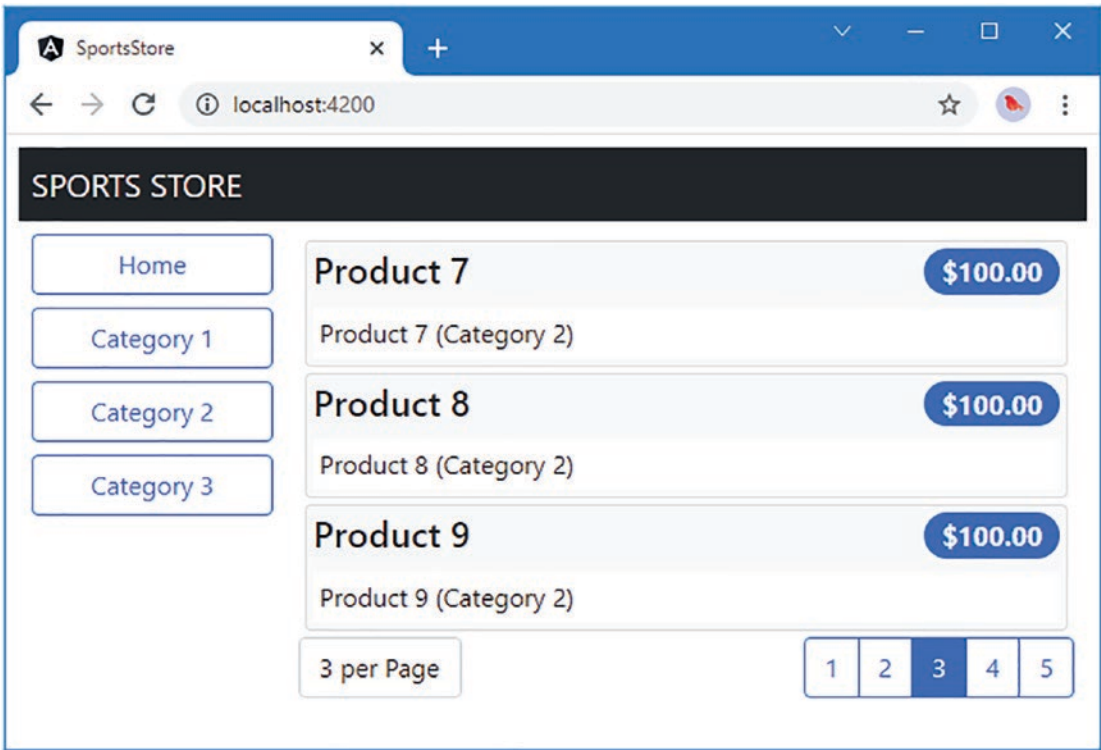 SportsStore
localhost:4200
SPORTS STORE
Home
Category 1
Category 2
Category 3
Product 7 $100.00
Product 7 (Category 2)
Product 8 $100.00
Product 8 (Category 2)
Product 9 $100.00
Product 9 (Category 2)
3 per Page 1 2 3 4 5